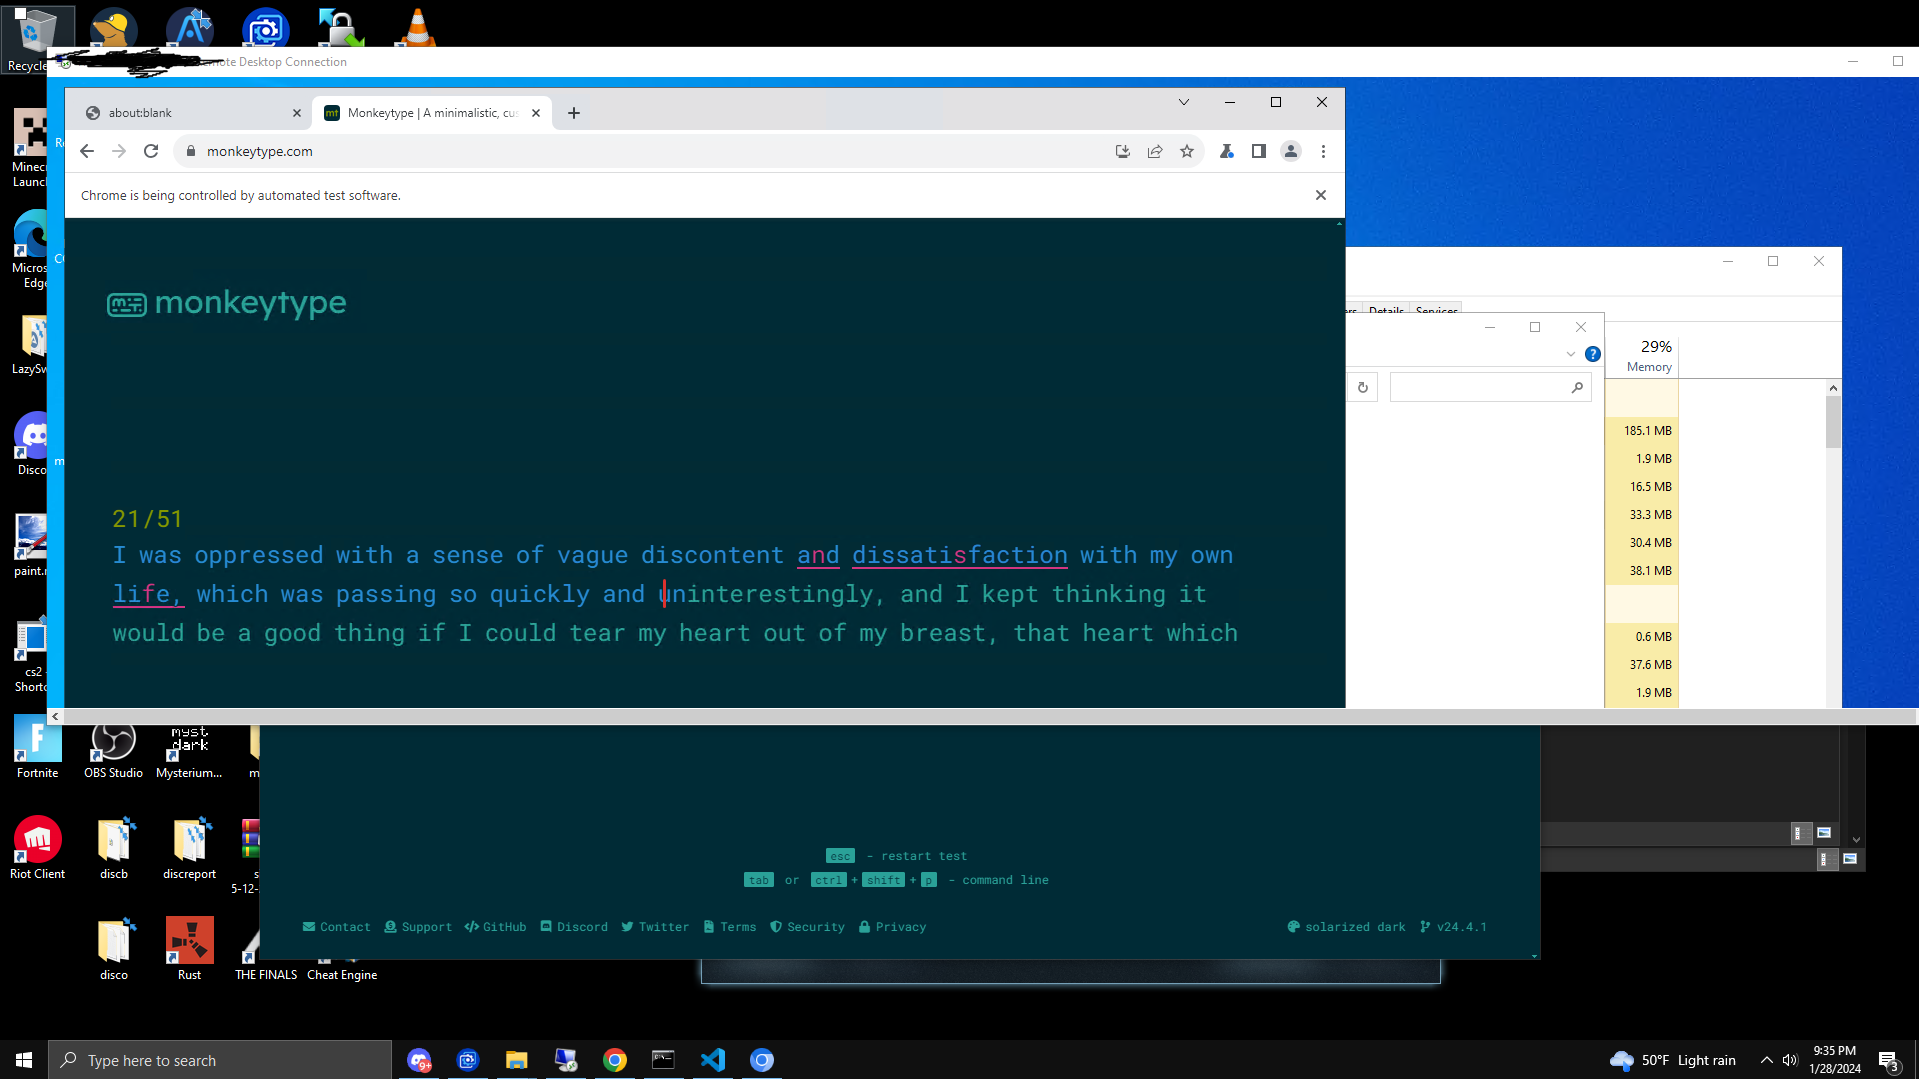 Recycle
mote Desktop Connection
about:blank
Monkeytype | A minimalistic, cus
monkeytype.com
Chrome is being controlled by automated test software.
mt monkeytype
21/51
I was oppressed with a sense of vague discontent and dissatisfaction with my own
life, which was passing so quickly and uninterestingly, and I kept thinking it
would be a good thing if I could tear my heart out of my breast, that heart which
Details Services
29%
Memory
185.1 MB
1.9 MB
16.5 MB
33.3 MB
30.4 MB
38.1 MB
0.6 MB
37.6 MB
1.9 MB
Minec
Launc
Micros
Edge
LazySw
Disco
paint.n
cs2 -
Shortc
Fortnite
OBS Studio
myst
dark
Mysterium...
m
Riot Client
discb
discreport
s
5-12-
disco
Rust
THE FINALS
Cheat Engine
esc - restart test
tab or ctrl + shift + p - command line
Contact Support GitHub Discord Twitter Terms Security Privacy
solarized dark v24.4.1
Type here to search
9+
50°F Light rain
9:35 PM
1/28/2024
3